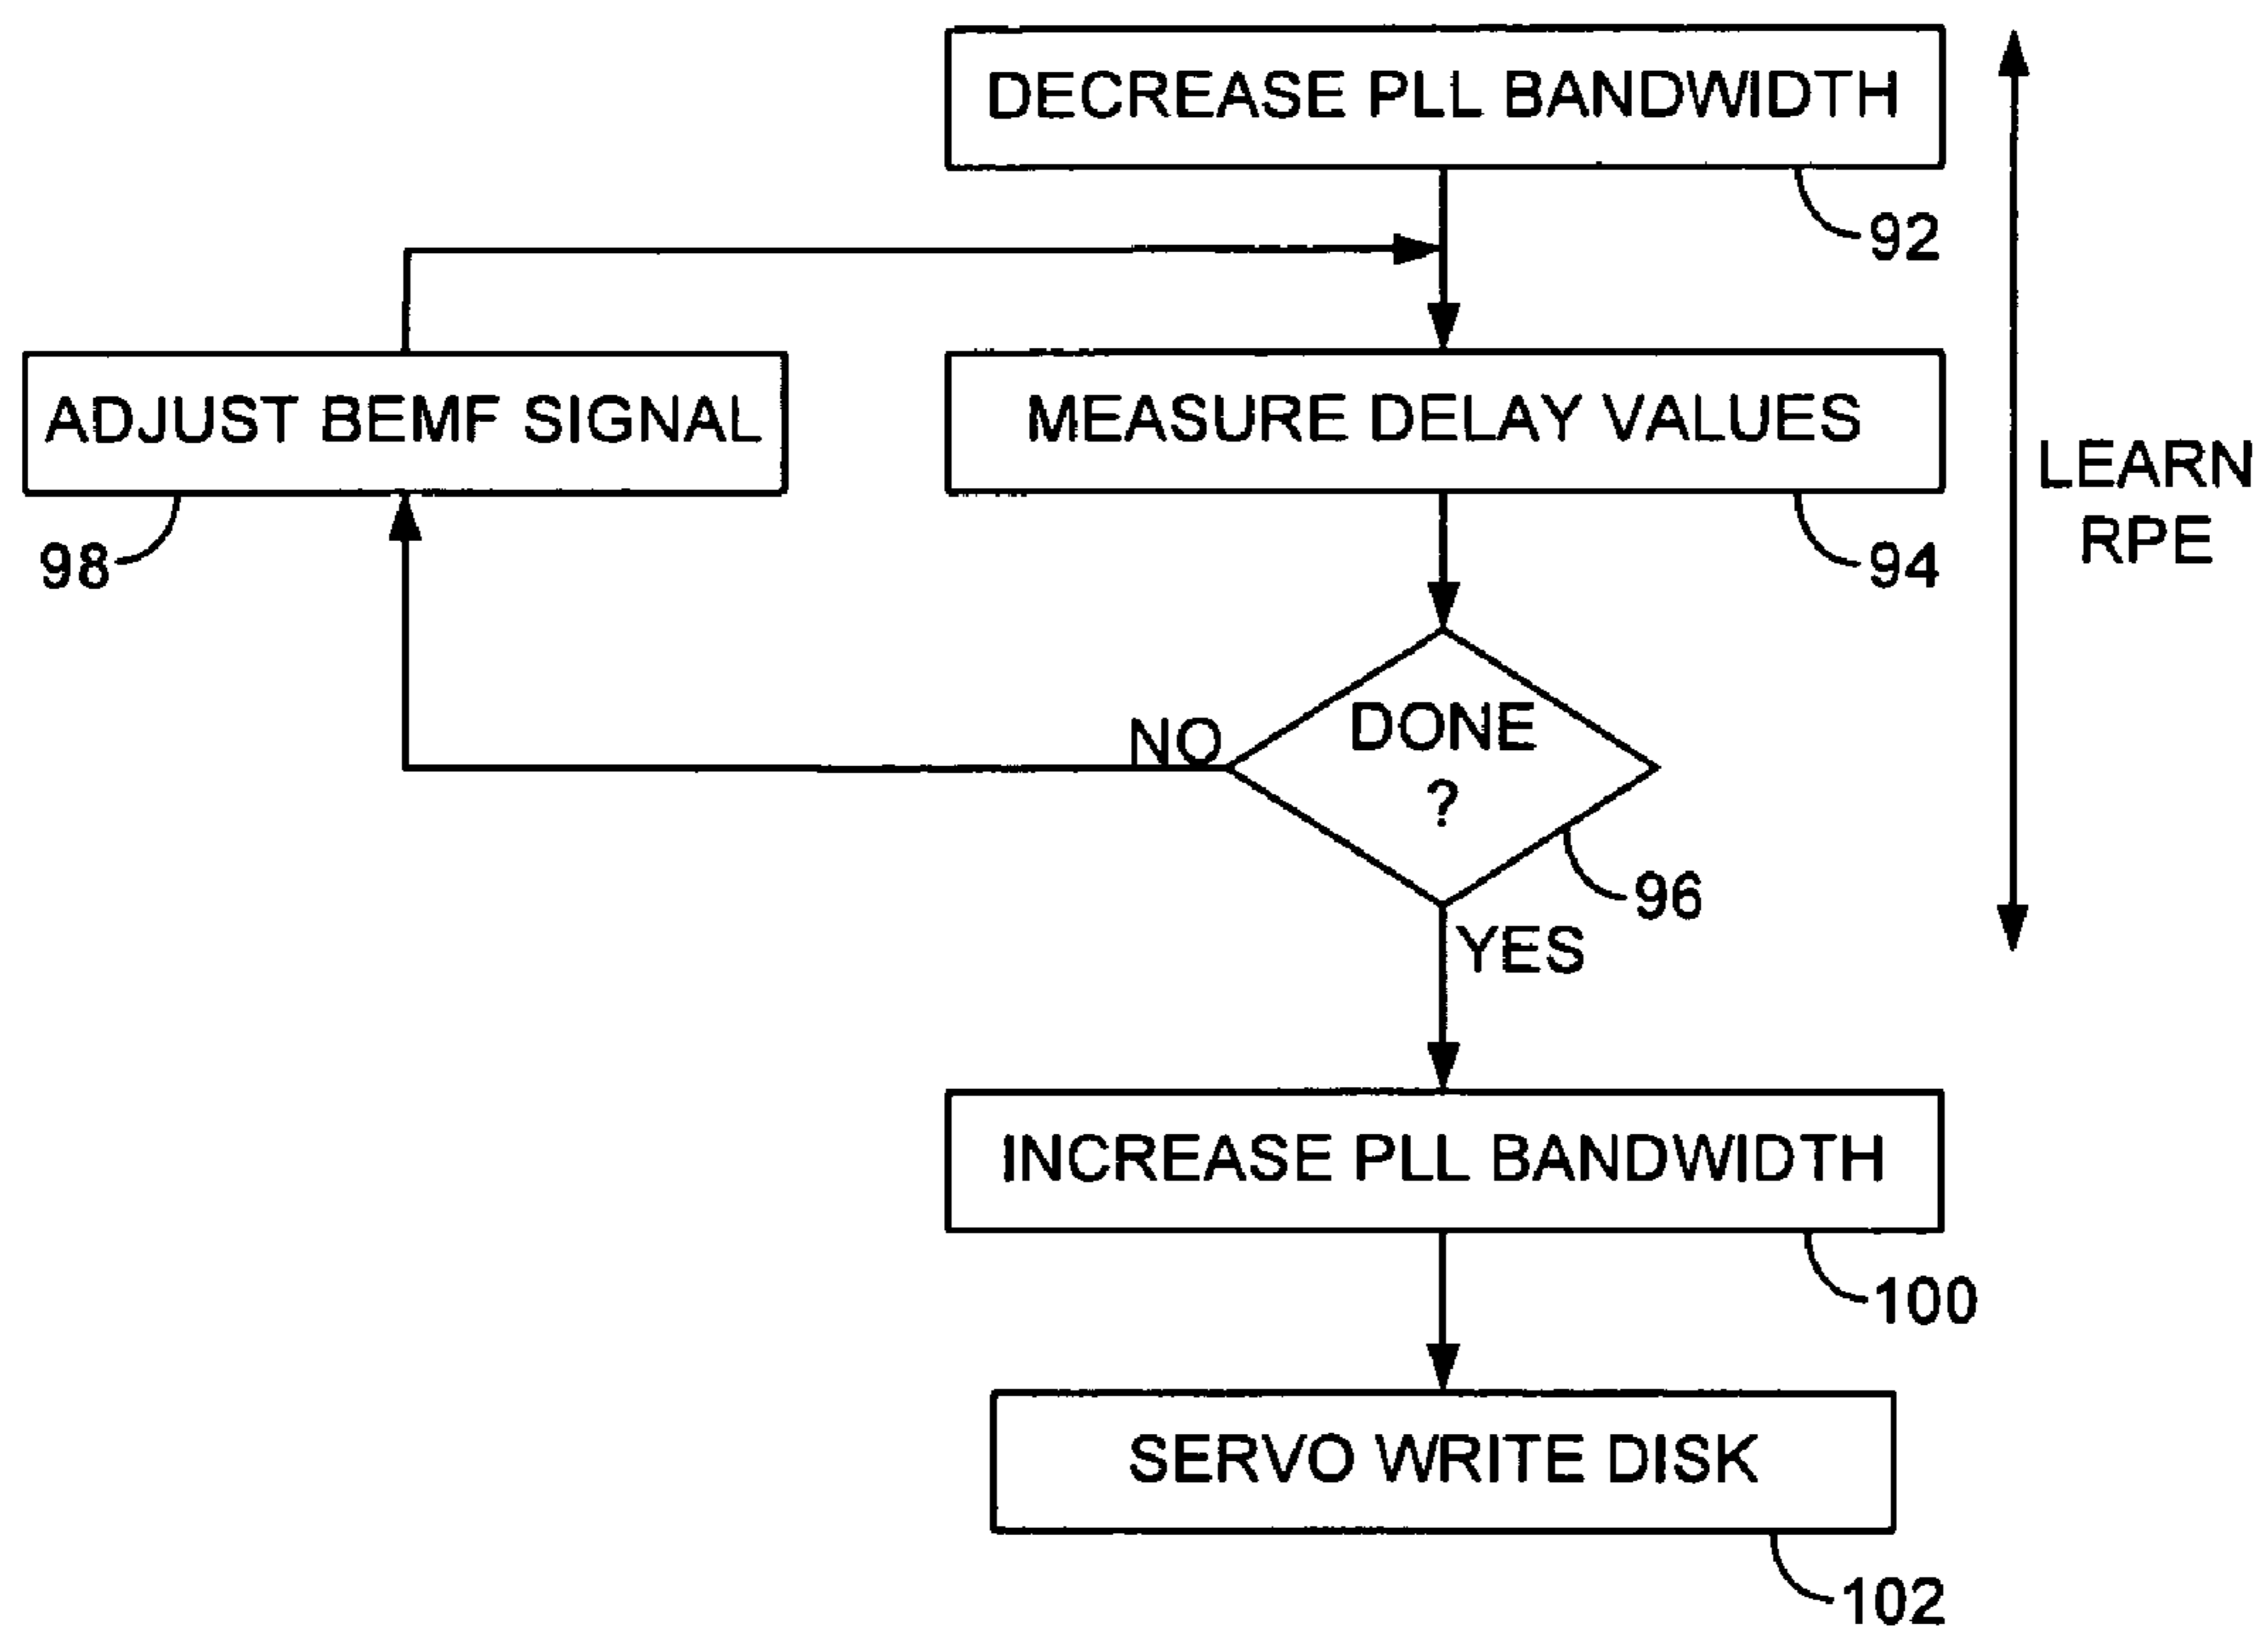 DECREASE PLL BANDWIDTH
92
ADJUST BEMF SIGNAL
98
MEASURE DELAY VALUES
94
LEARN
RPE
DONE
?
NO
96
YES
INCREASE PLL BANDWIDTH
100
SERVO WRITE DISK
102